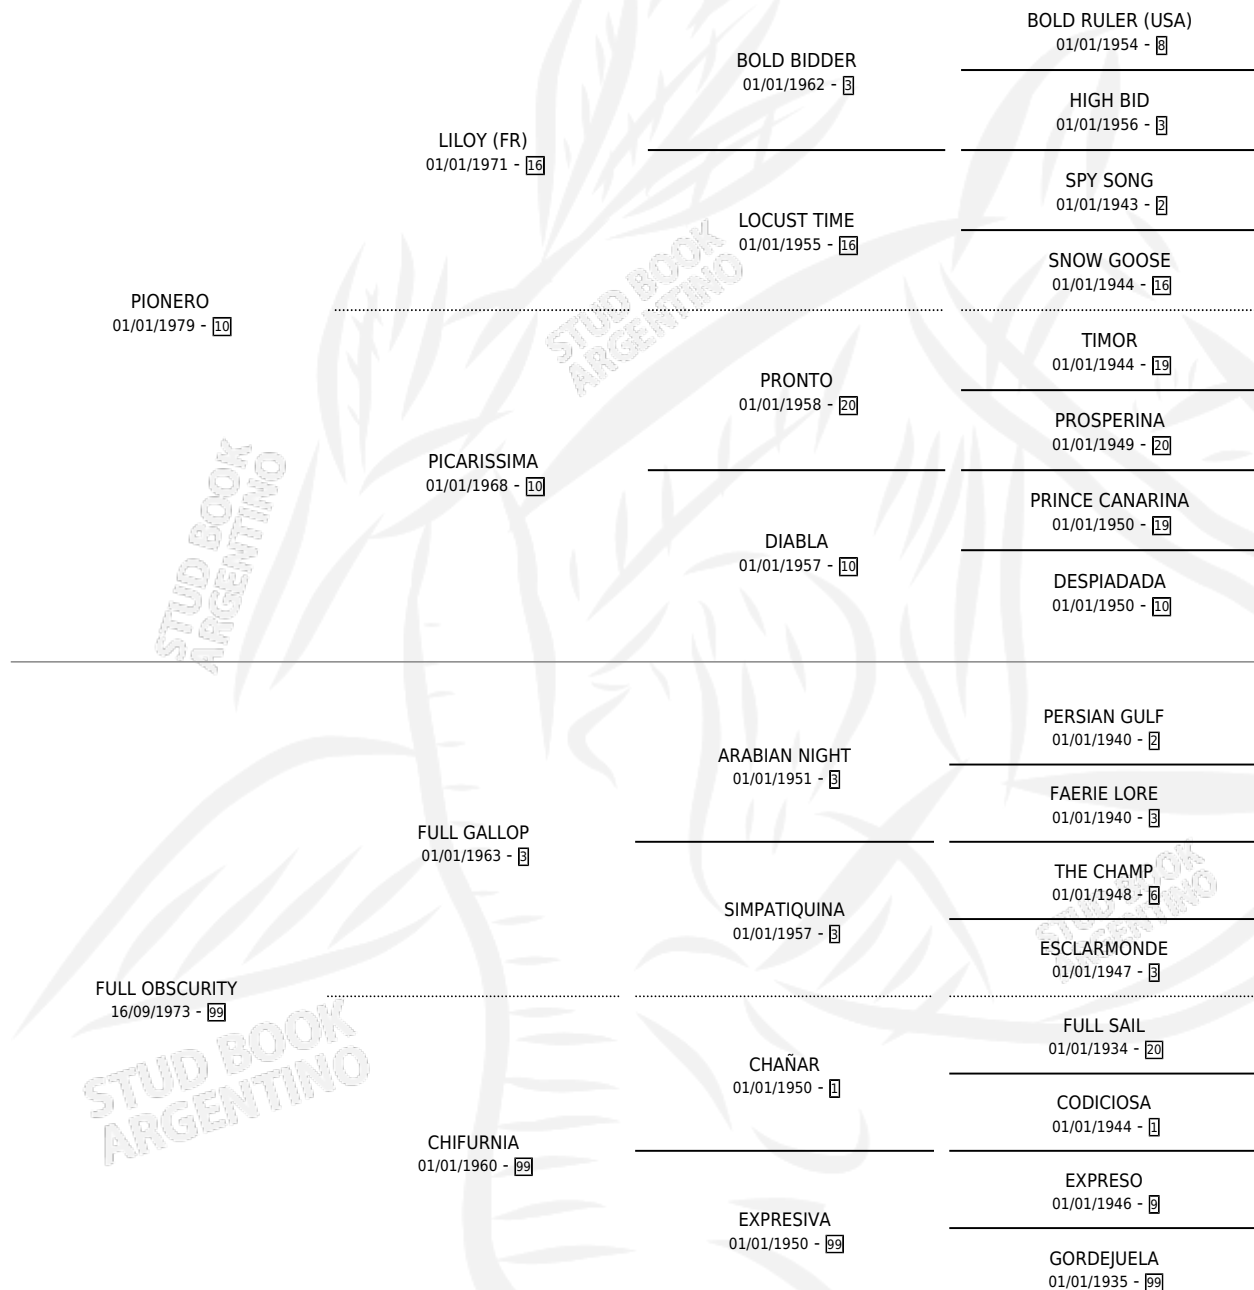 BOLD RULER (USA)
01/01/1954 - 8
BOLD BIDDER
01/01/1962 - 3
HIGH BID
01/01/1956 - 3
LILOY (FR)
01/01/1971 - 16
SPY SONG
01/01/1943 - 2
LOCUST TIME
01/01/1955 - 16
SNOW GOOSE
01/01/1944 - 16
PIONERO
01/01/1979 - 10
TIMOR
01/01/1944 - 19
PRONTO
01/01/1958 - 20
PROSPERINA
01/01/1949 - 20
PICARISSIMA
01/01/1968 - 10
PRINCE CANARINA
01/01/1950 - 19
DIABLA
01/01/1957 - 10
DESPIADADA
01/01/1950 - 10
PERSIAN GULF
01/01/1940 - 2
ARABIAN NIGHT
01/01/1951 - 3
FAERIE LORE
01/01/1940 - 3
FULL GALLOP
01/01/1963 - 3
THE CHAMP
01/01/1948 - 6
SIMPATIQUINA
01/01/1957 - 3
ESCLARMONDE
01/01/1947 - 3
FULL OBSCURITY
16/09/1973 - 99
FULL SAIL
01/01/1934 - 20
CHAÑAR
01/01/1950 - 1
CODICIOSA
01/01/1944 - 1
CHIFURNIA
01/01/1960 - 99
EXPRESO
01/01/1946 - 9
EXPRESIVA
01/01/1950 - 99
GORDEJUELA
01/01/1935 - 99
STUD BOOK
ARGENTINO
STUD BOOK
ARGENTINO
STUD BOOK
ARGENTINO
STUD BOOK
ARGENTINO